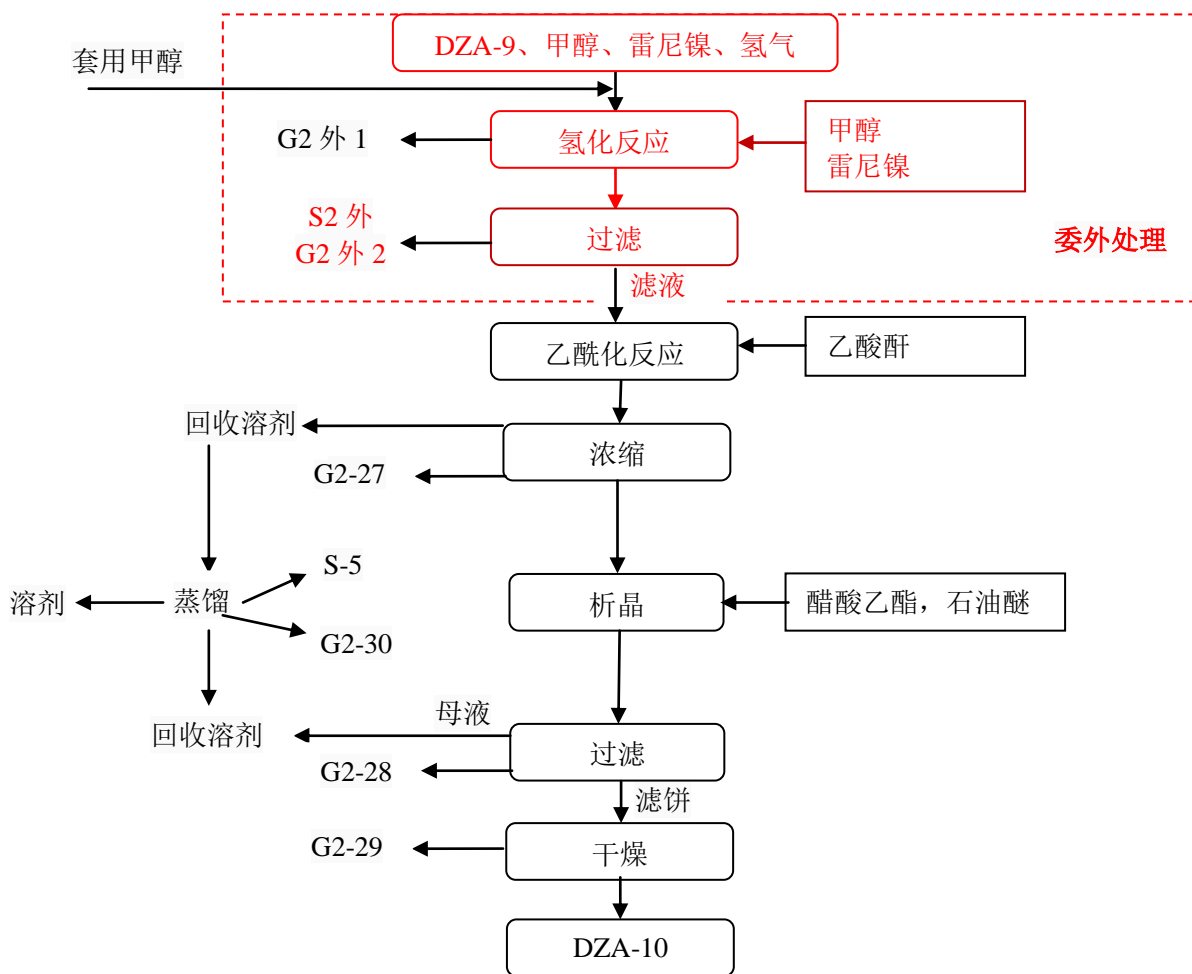 DZA-9、甲醇、雷尼镍、氢气
套用甲醇
G2 外 1
氢化反应
甲醇
雷尼镍
S2 外
G2 外 2
过滤
委外处理
滤液
乙酰化反应
乙酸酐
回收溶剂
浓缩
G2-27
S-5
溶剂
蒸馏
析晶
醋酸乙酯，石油醚
G2-30
母液
回收溶剂
过滤
G2-28
滤饼
G2-29
干燥
DZA-10